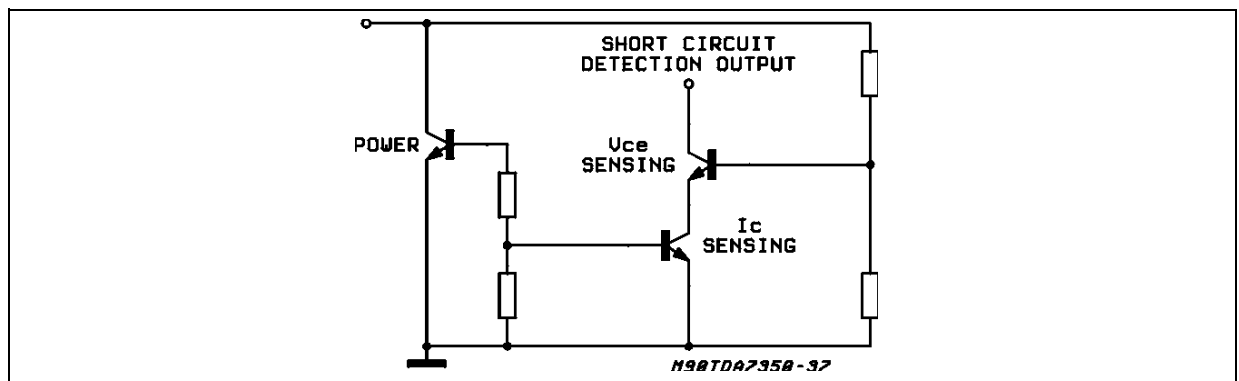 SHORT CIRCUIT
DETECTION OUTPUT
POWER
Vce
SENSING
Ic
SENSING
M90TDA7350-37